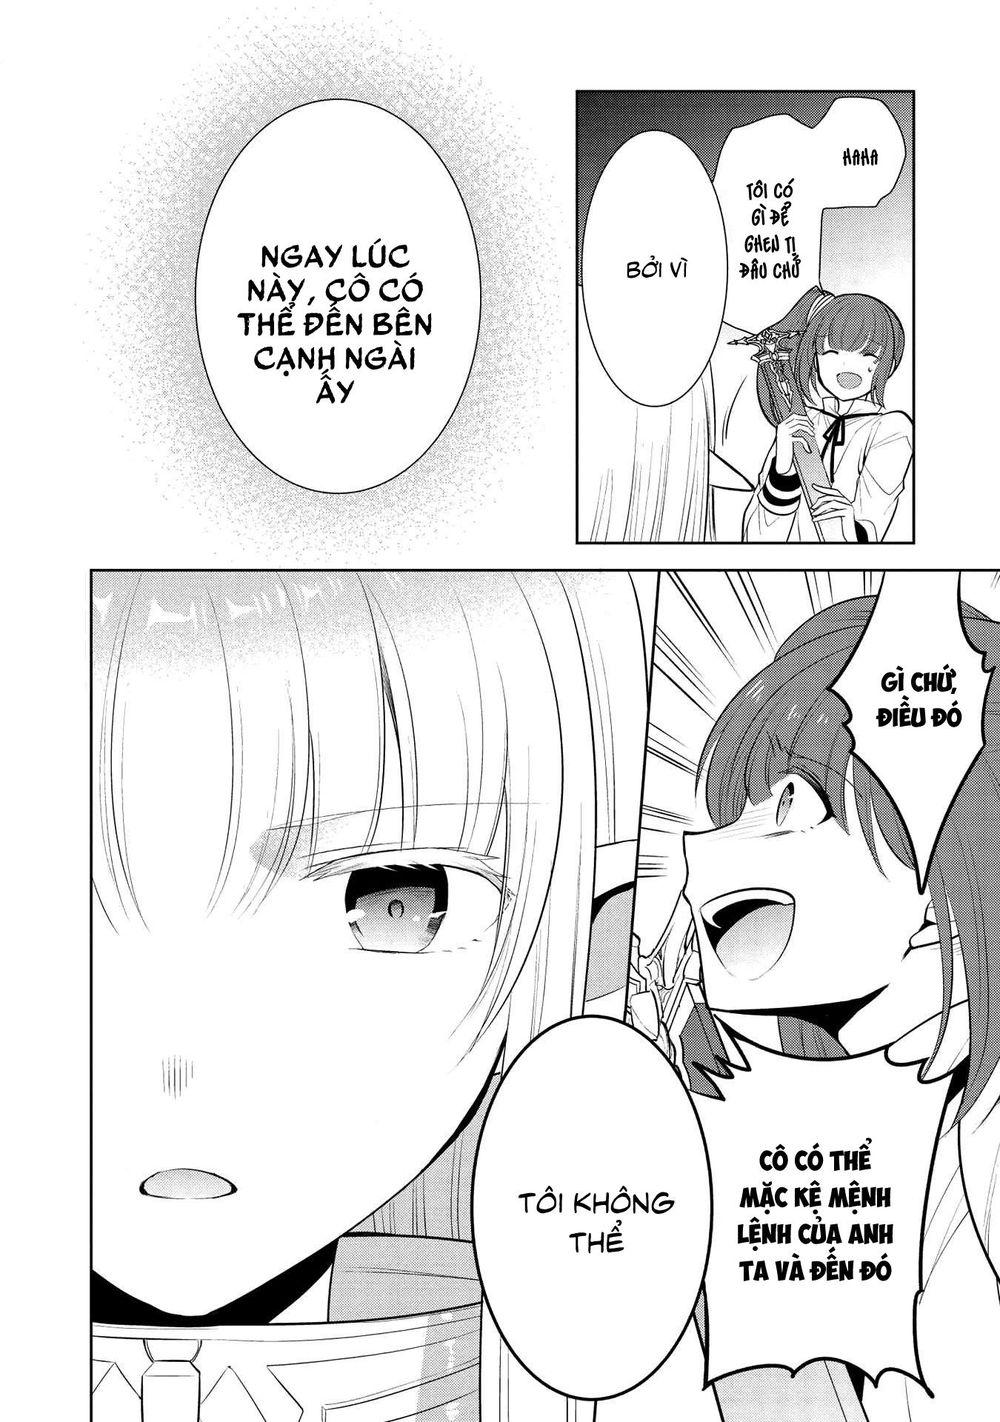 HAHA
TÔI CÓ
GÌ ĐỂ
GHEN TỊ
ĐÂU CHỨ
BỞI VÌ
NGAY LÚC
NÀY, CÔ CÓ
THỂ ĐẾN BÊN
CẠNH NGÀI
ẤY
GÌ CHỨ,
ĐIỀU ĐÓ
CÔ CÓ THỂ
MẶC KỆ MỆNH
LỆNH CỦA ANH
TA VÀ ĐẾN ĐÓ
TÔI KHÔNG
THỂ